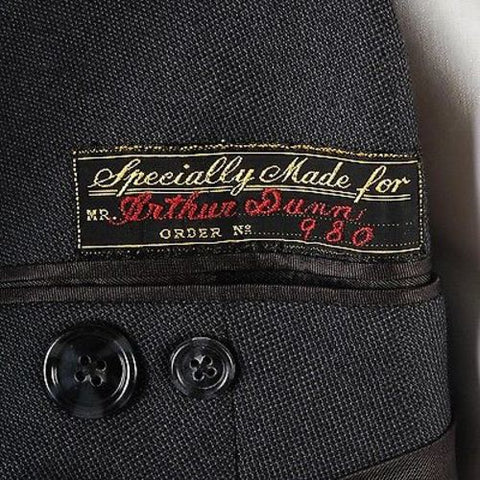 Specially Made for
MR. Arthur Dunn
ORDER Nº 980